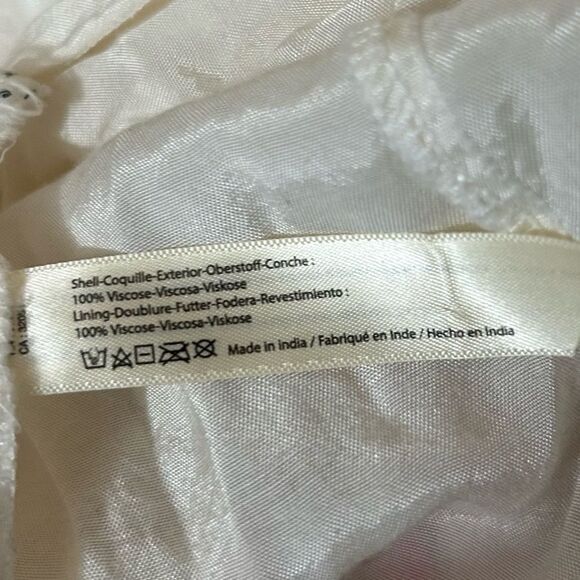 Shell-Coquille-Exterior-Oberstoff-Conche :
100% Viscose-Viscosa-Viskose
Lining-Doublure-Futter-Fodera-Revestimiento :
100% Viscose-Viscosa-Viskose
Made in India / Fabriqué en Inde / Hecho en India